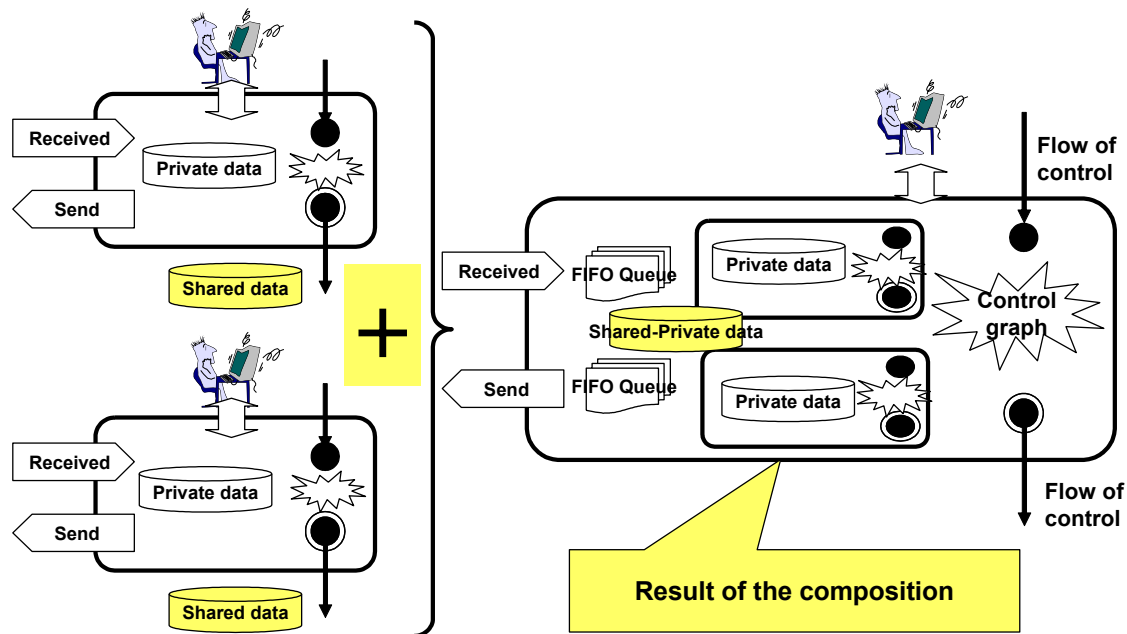 Received
Private data
Send
Shared data
+
Received
Private data
Send
Shared data
Flow of
control
Received
FIFO Queue
Private data
Shared-Private data
Control
graph
Send
FIFO Queue
Private data
Flow of
control
Result of the composition